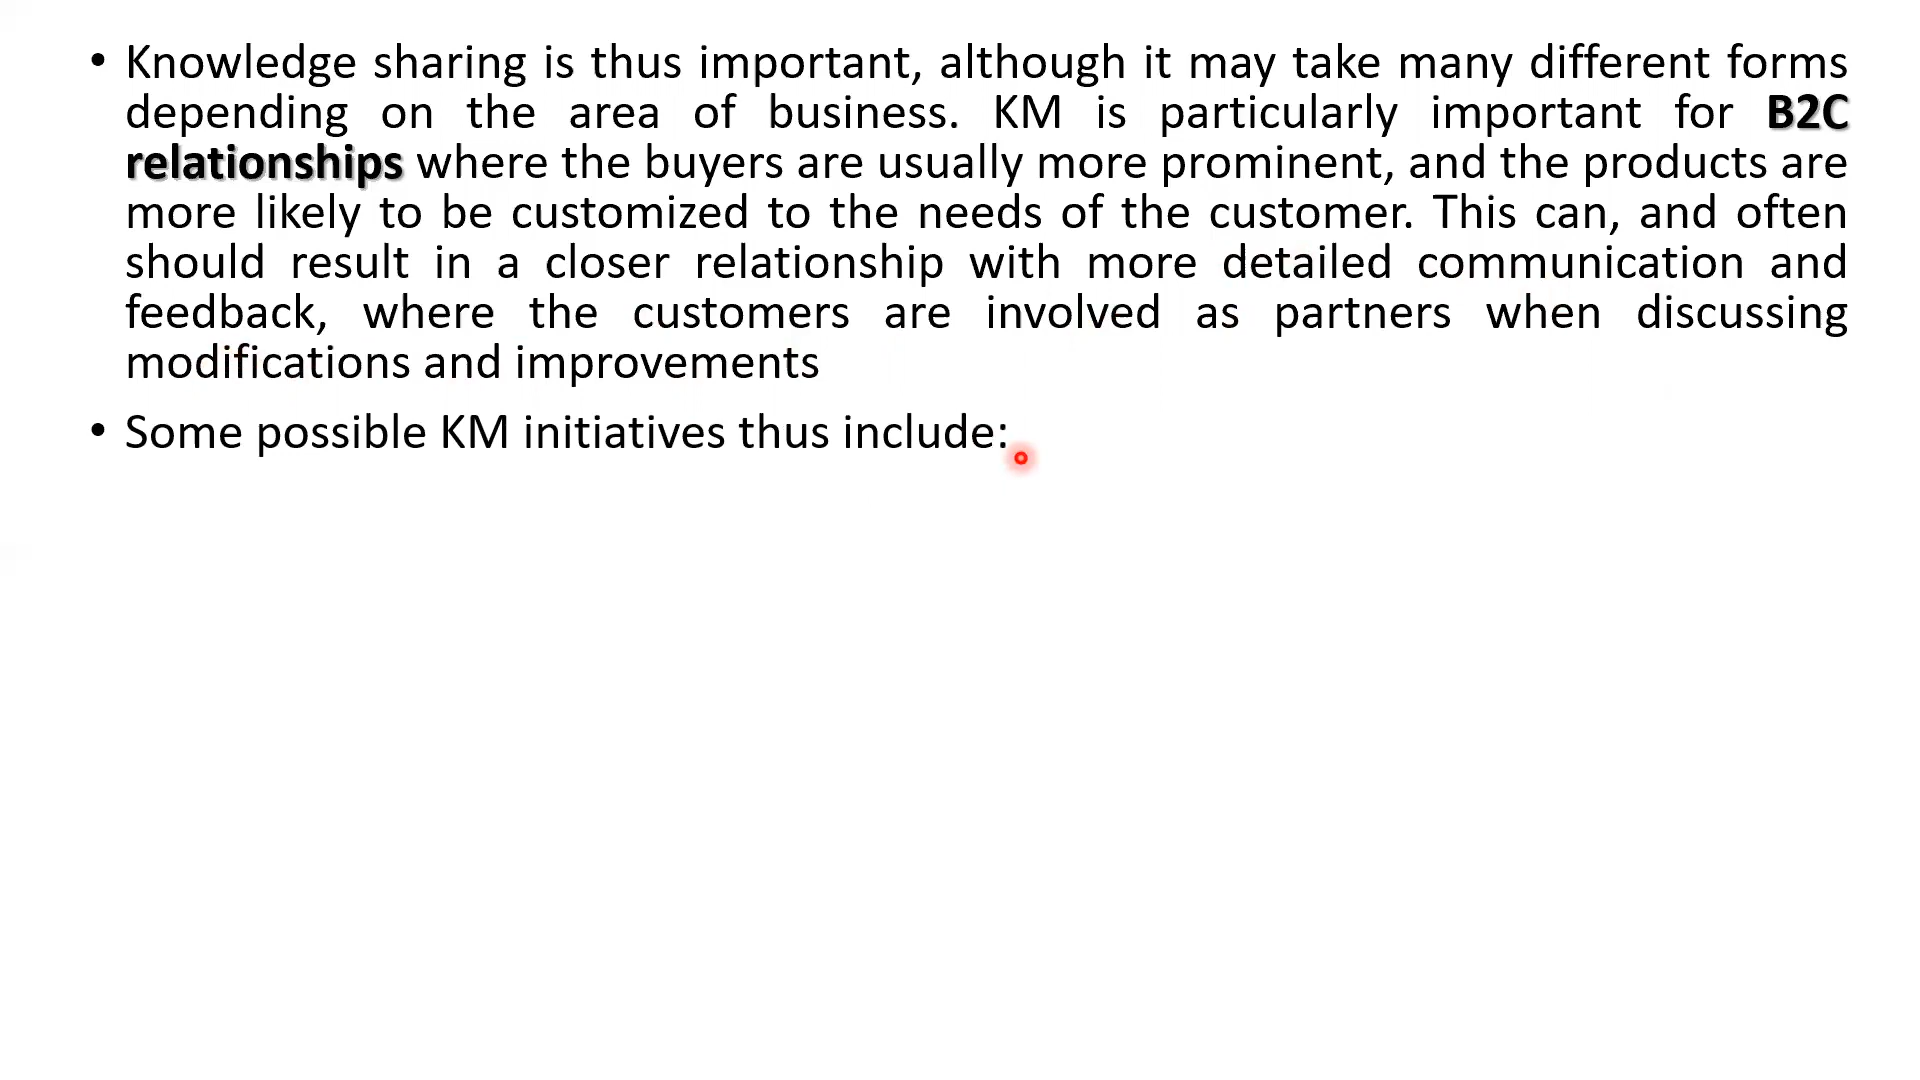 • Knowledge sharing is thus important, although it may take many different forms
depending on the area of business. KM is particularly important for B2C
relationships where the buyers are usually more prominent, and the products are
more likely to be customized to the needs of the customer. This can, and often
should result in a closer relationship with more detailed communication and
feedback, where the customers are involved as partners when discussing
modifications and improvements
• Some possible KM initiatives thus include: